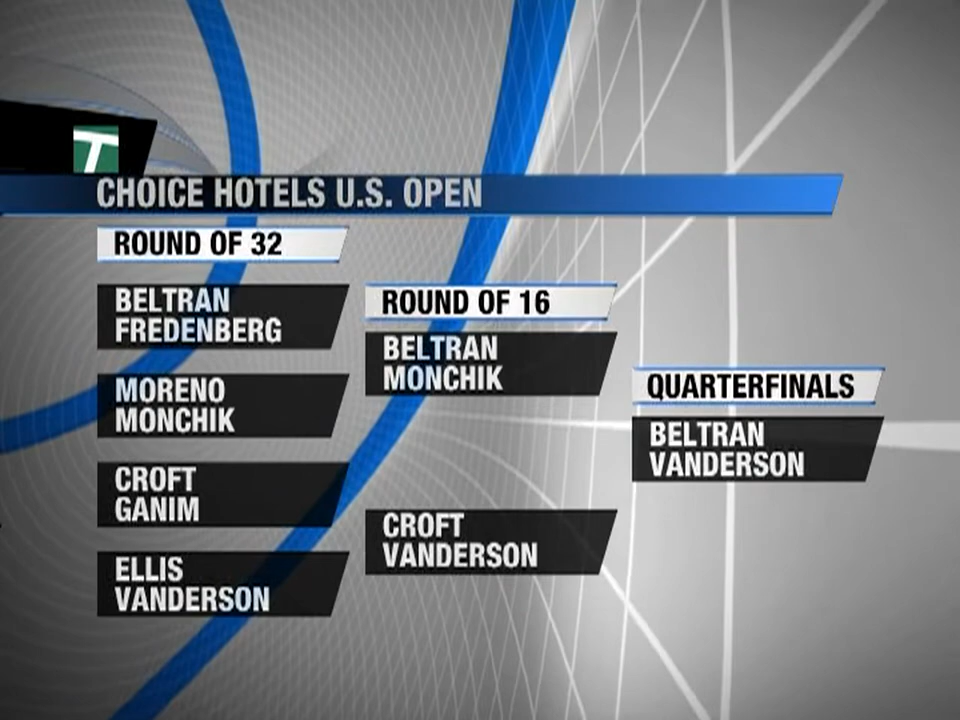 T
CHOICE HOTELS U.S. OPEN
ROUND OF 32
BELTRAN
FREDENBERG
MORENO
MONCHIK
CROFT
GANIM
ELLIS
VANDERSON
ROUND OF 16
BELTRAN
MONCHIK
CROFT
VANDERSON
QUARTERFINALS
BELTRAN
VANDERSON